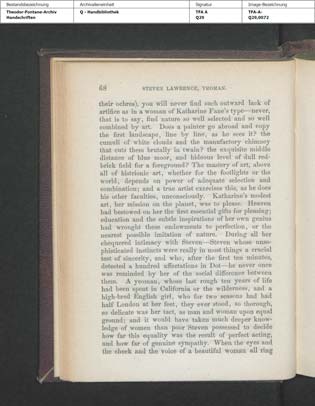 Bestandsbezeichnung Archivalieneinheit Signatur Image-Bezeichnung
Theodor-Fontane-Archiv Q - Handbibliothek TFA A TFA-A-
Handschriften Q29 Q29,0072
68 STEVEN LAWRENCE, YEOMAN.
their ochres), you will never find such outward lack of
artifice as in a woman of Katharine Fane's type—never,
that is to say, find nature so well selected and so well
combined by art. Does a painter go abroad and copy
the first landscape, line by line, as he sees it? the
cumuli of white clouds and the manufactory chimney
that cuts them brutally in twain? the exquisite middle
distance of blue moor, and hideous level of dull red-
brick field for a foreground? The mastery of art, above
all of histrionic art, whether for the footlights or the
world, depends on power of adequate selection and
combination; and a true artist exercises this, as he does
his other faculties, unconsciously. Katharine's modest
art, her mission on the planet, was to please. Heaven
had bestowed on her the first essential gifts for pleasing;
education and the subtle inspirations of her own genius
had wrought these endowments to perfection, or the
nearest possible imitation of nature. During all her
chequered intimacy with Steven—Steven whose unso-
phisticated instincts were really in most things a crucial
test of sincerity, and who, after the first ten minutes,
detected a hundred affectations in Dot—he never once
was reminded by her of the social difference between
them. A yeoman, whose last rough ten years of life
had been spent in California or the wilderness, and a
high-bred English girl, who for two seasons had had
half London at her feet, they ever stood, so thorough,
so delicate was her tact, as man and woman upon equal
ground; and it would have taken much deeper know-
ledge of women than poor Steven possessed to decide
how far this equality was the result of perfect acting,
and how far of genuine sympathy. When the eyes and
the cheek and the voice of a beautiful woman all ring